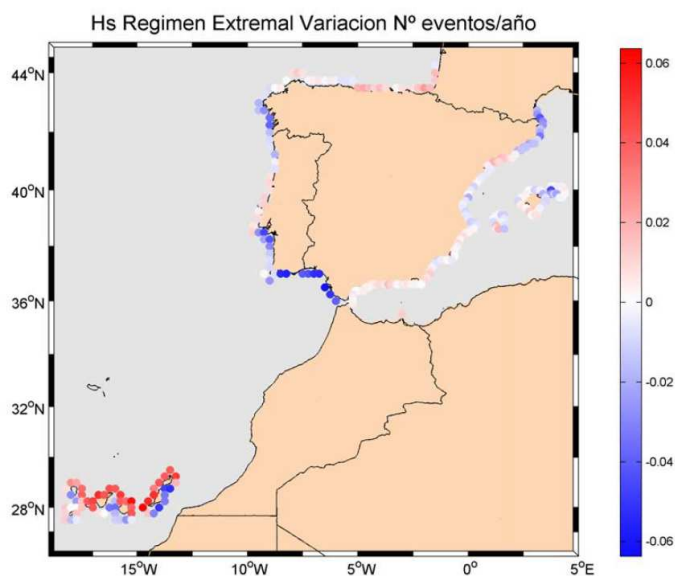 Hs Regimen Extremal Variacion Nº eventos/año
44°N
40°N
36°N
32°N
28°N
15°W
10°W
5°W
0°
5°E
0.06
0.04
0.02
0
-0.02
-0.04
-0.06